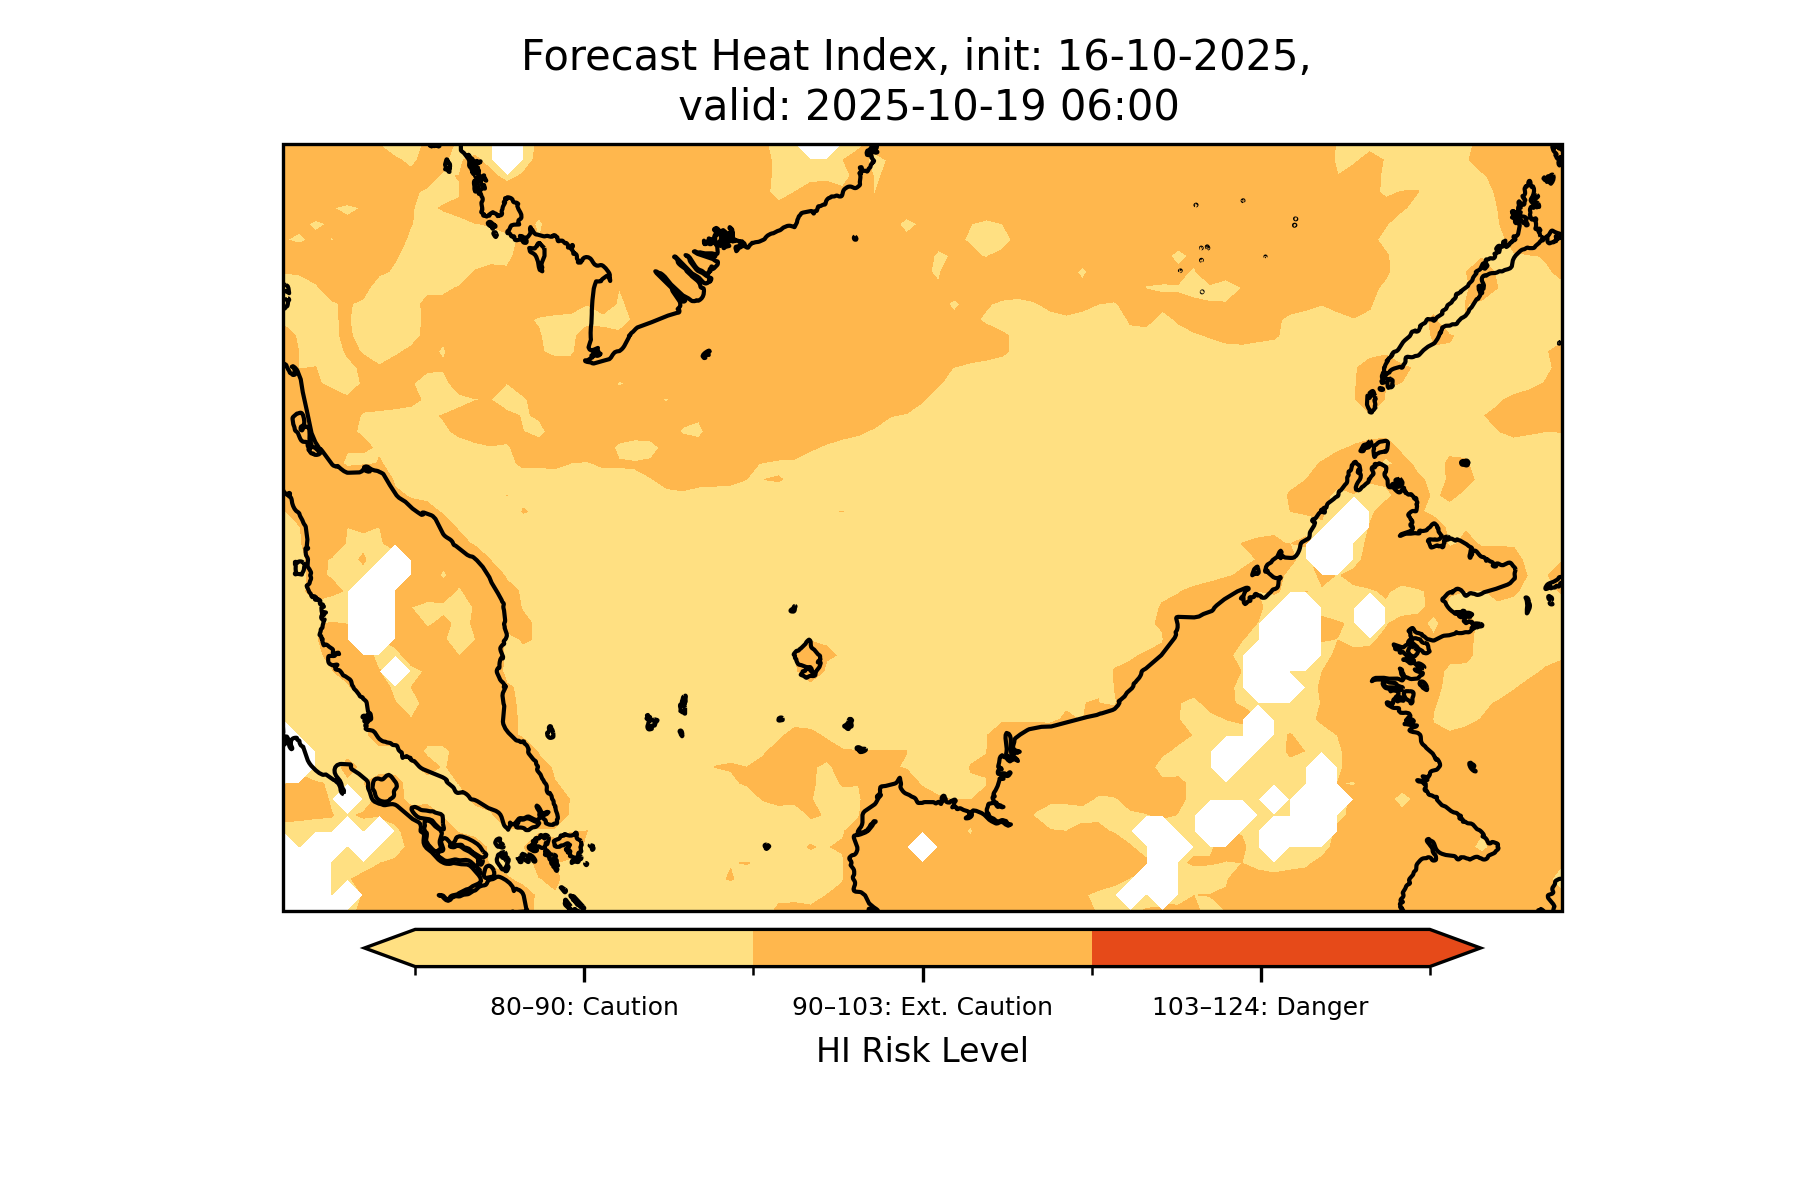 Forecast Heat Index, init: 16-10-2025,
valid: 2025-10-19 06:00
80–90: Caution
90–103: Ext. Caution
103–124: Danger
HI Risk Level